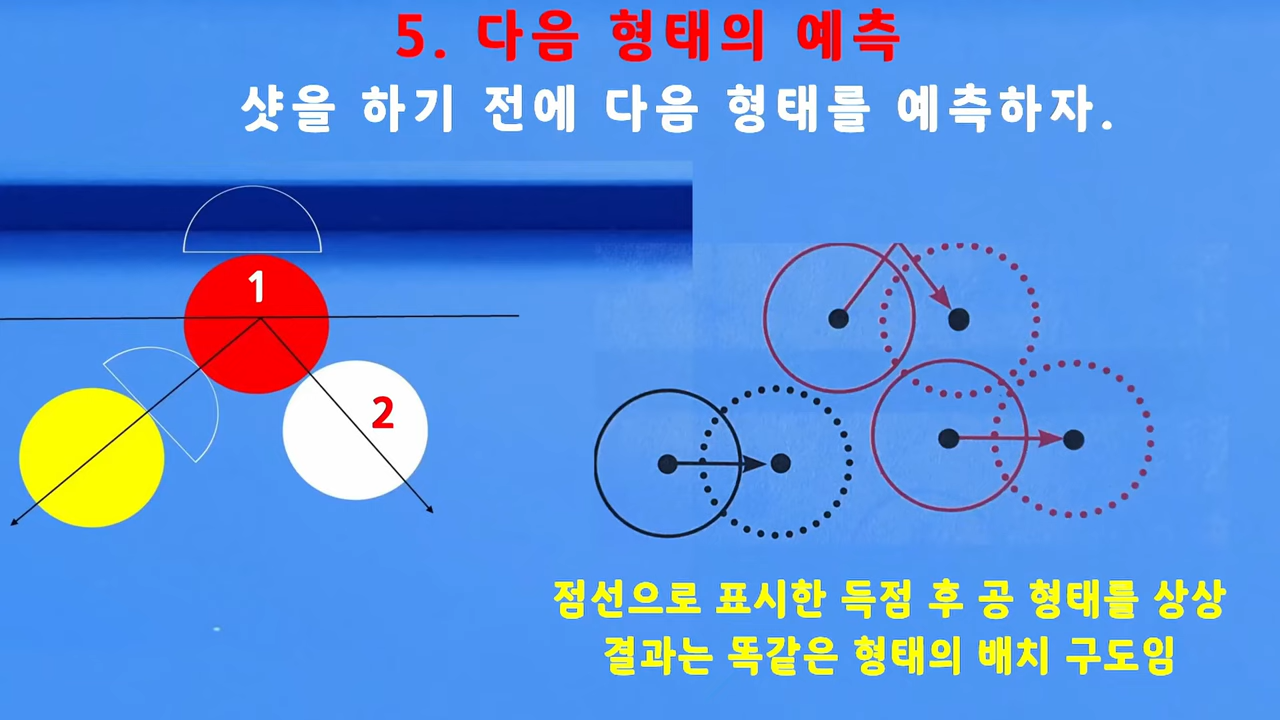 5. 다음 형태의 예측
샷을 하기 전에 다음 형태를 예측하자.
1
2
점선으로 표시한 득점 후 공 형태를 상상
결과는 똑같은 형태의 배치 구도임